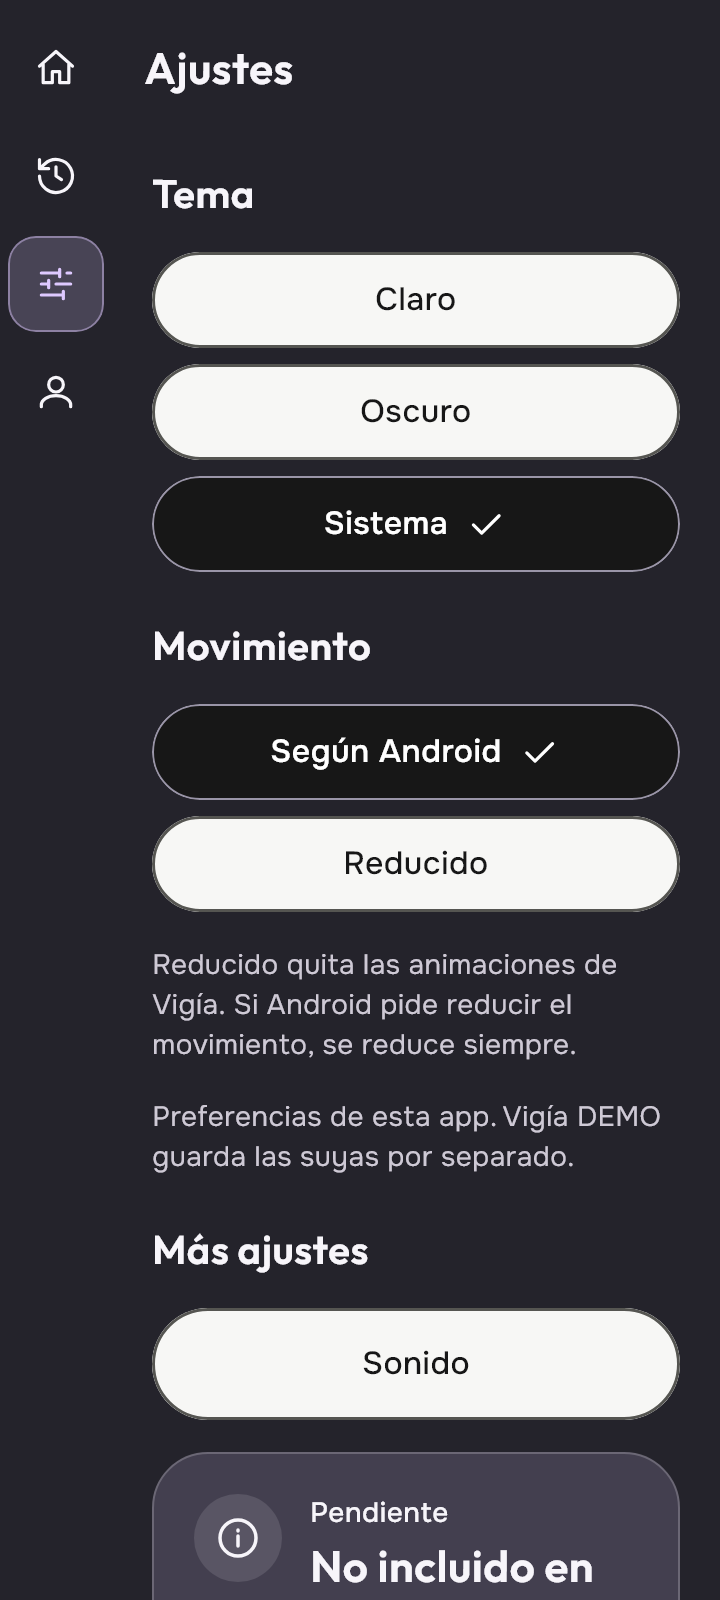 Ajustes
Tema
Claro
Oscuro
Sistema
Movimiento
Según Android
Reducido
Reducido quita las animaciones de
Vigía. Si Android pide reducir el
movimiento, se reduce siempre.
Preferencias de esta app. Vigía DEMO
guarda las suyas por separado.
Más ajustes
Sonido
Pendiente
No incluido en